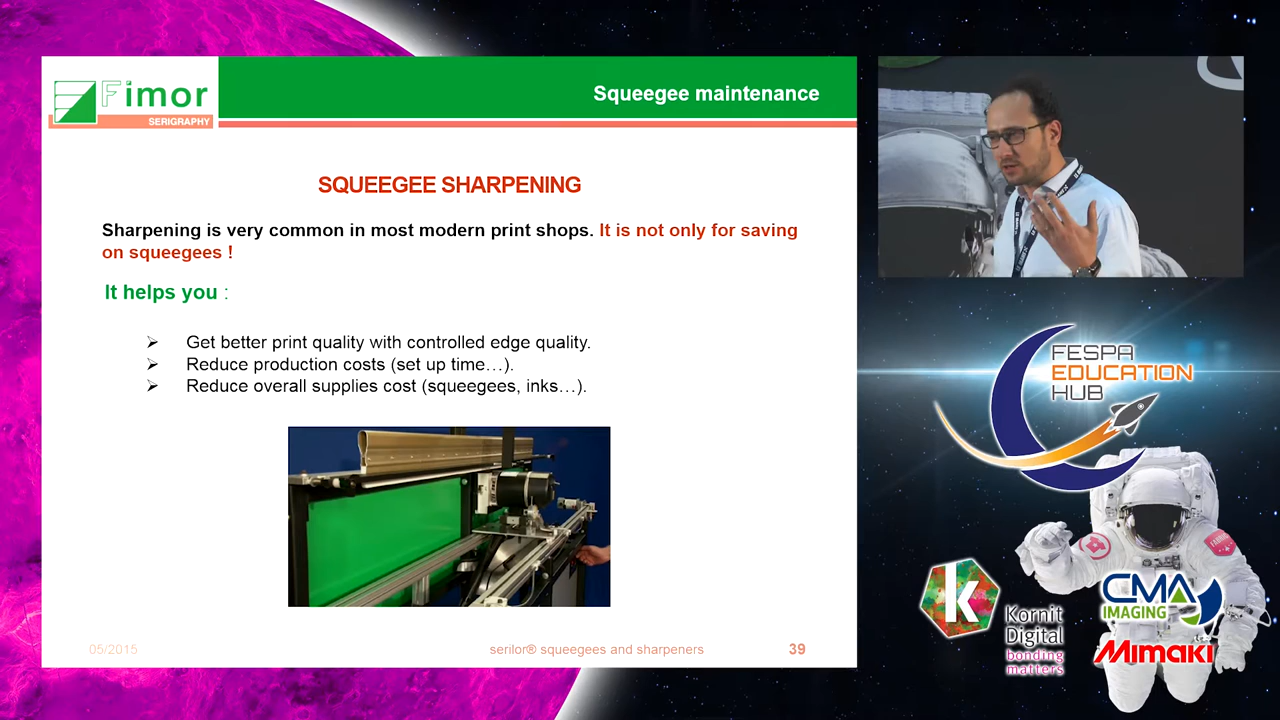 Fimor
SERIGRAPHY
Squeegee maintenance
SQUEEGEE SHARPENING
Sharpening is very common in most modern print shops. It is not only for saving
on squeegees !
It helps you :
Get better print quality with controlled edge quality.
Reduce production costs (set up time…).
Reduce overall supplies cost (squeegees, inks…).
05/2015
serilor® squeegees and sharpeners
39
FESPA
EDUCATION
HUB
k
Kornit
Digital
bonding
matters
CMA
IMAGING
Mimaki